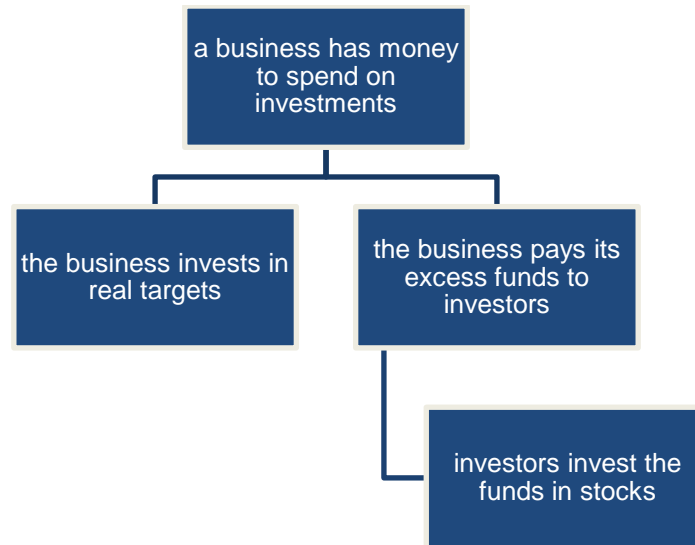 a business has money
to spend on
investments
the business invests in
real targets
the business pays its
excess funds to
investors
investors invest the
funds in stocks